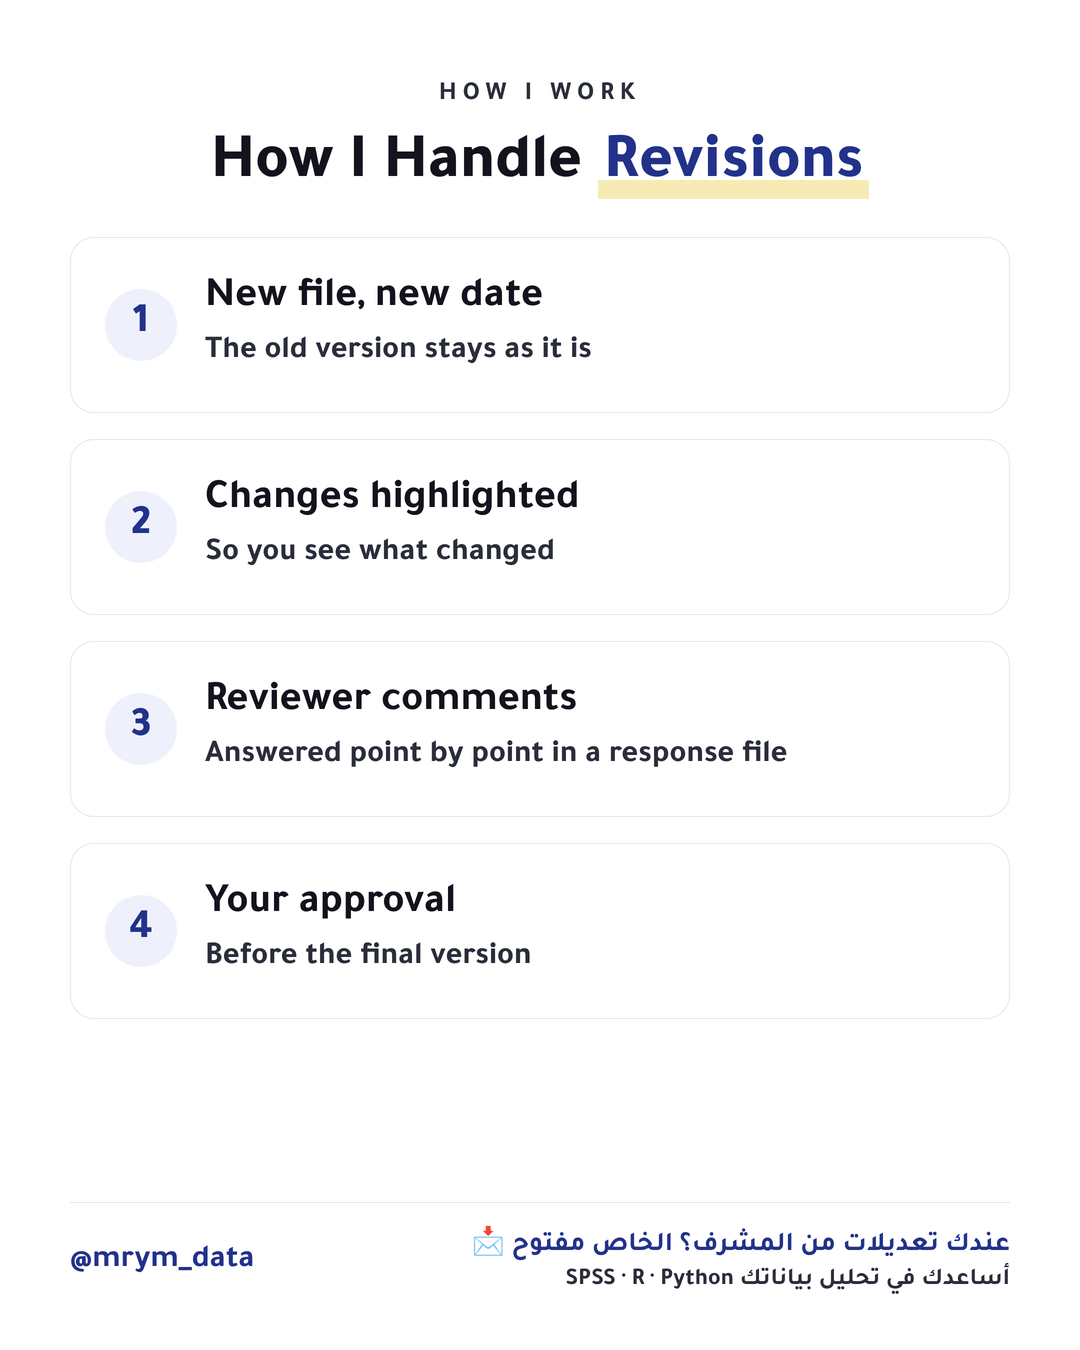 HOW I WORK
How I Handle Revisions
1
New file, new date
The old version stays as it is
2
Changes highlighted
So you see what changed
3
Reviewer comments
Answered point by point in a response file
4
Your approval
Before the final version
@mrym_data
عندك تعديلات من المشرف؟ الخاص مفتوح 📩
أساعدك في تحليل بياناتك SPSS · R · Python